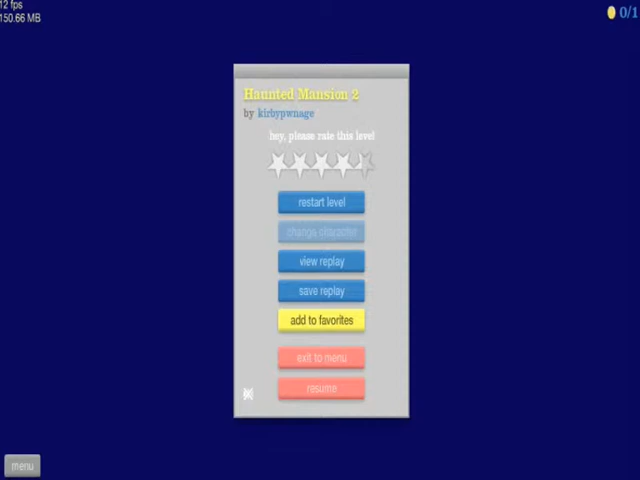 12 fps
150.66 MB
0/1
Haunted Mansion 2
by kirbypwnage
hey, please rate this level
restart level
change character
view replay
save replay
add to favorites
exit to menu
resume
menu